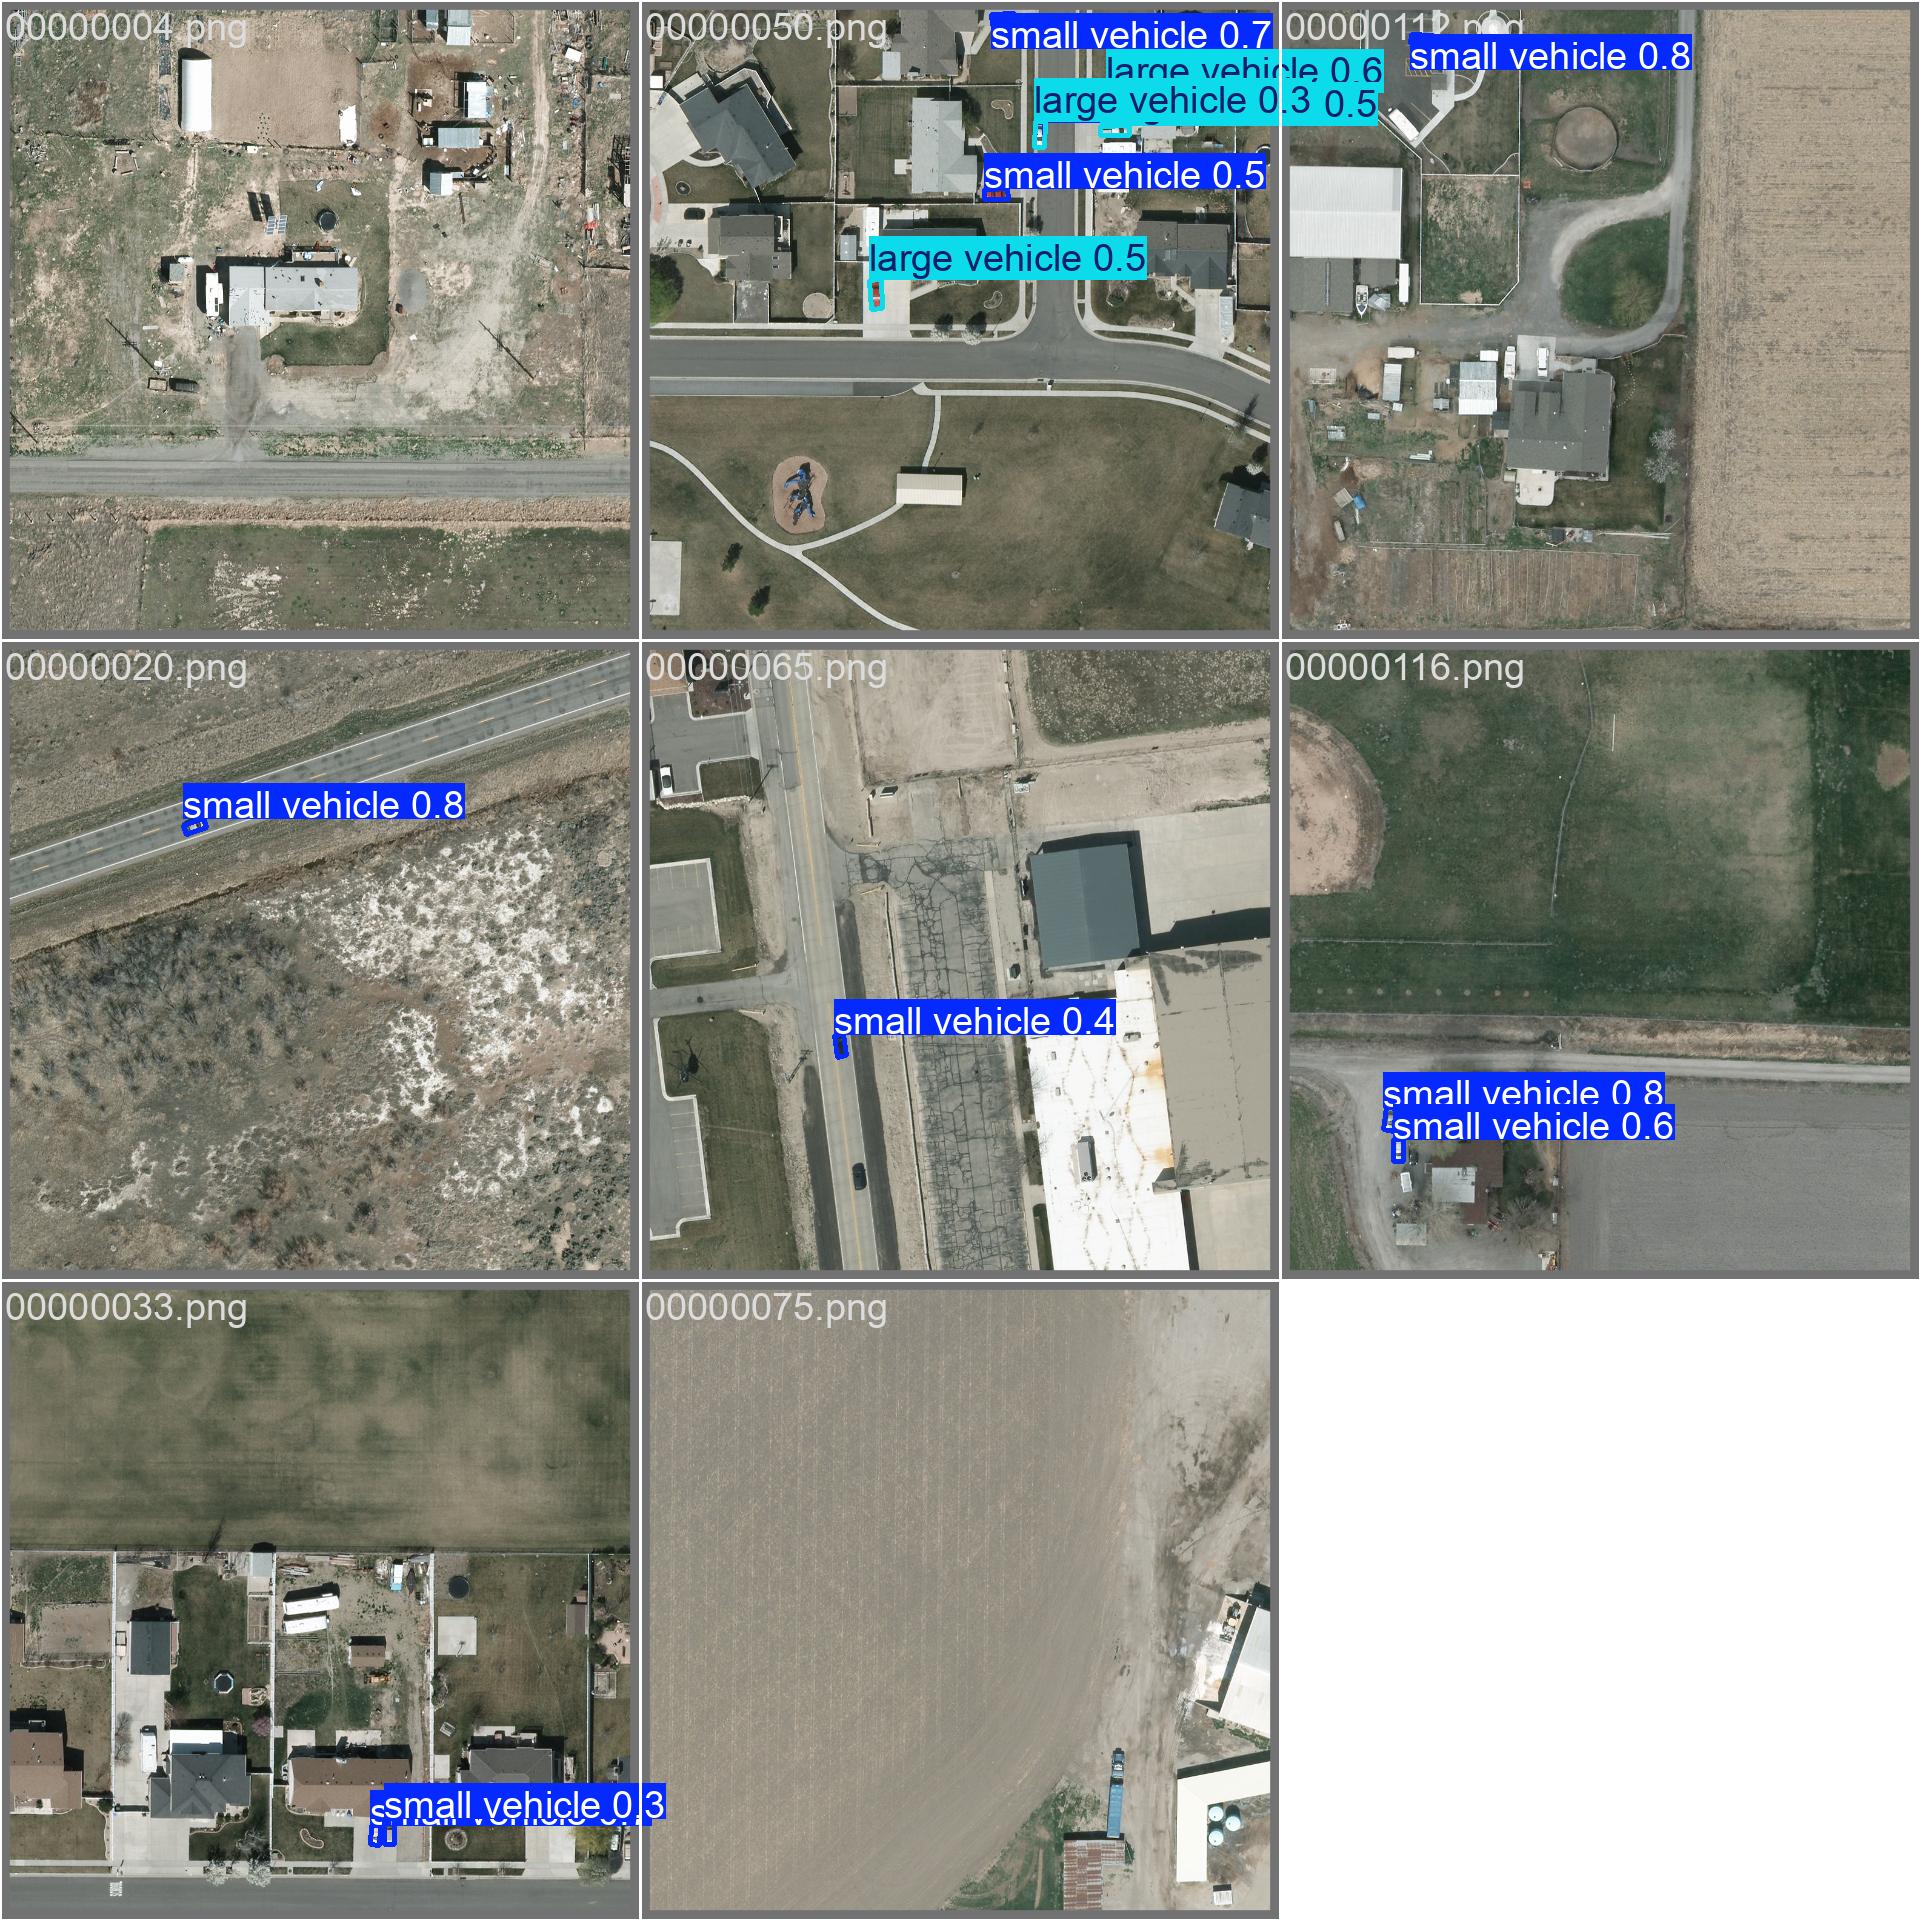 00000004.png
00000050.png
small vehicle 0.7
large vehicle 0.6
large vehicle 0.3
0.5
small vehicle 0.5
large vehicle 0.5
00000112.png
small vehicle 0.8
00000020.png
small vehicle 0.8
00000065.png
small vehicle 0.4
00000116.png
small vehicle 0.8
small vehicle 0.6
00000033.png
small vehicle 0.3
00000075.png